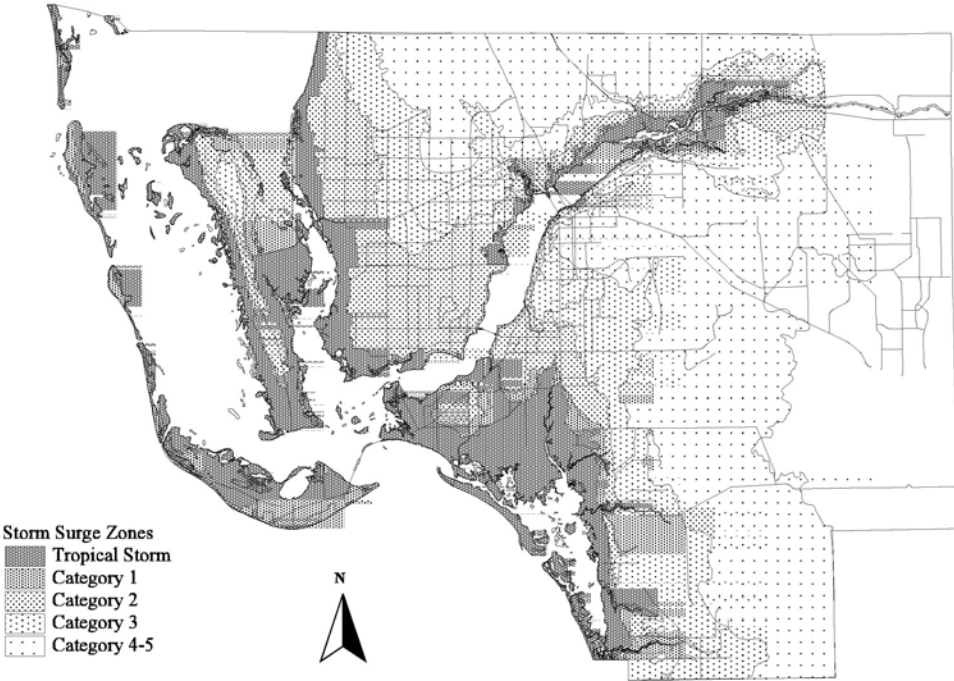 Storm Surge Zones
Tropical Storm
Category 1
Category 2
Category 3
Category 4-5
N